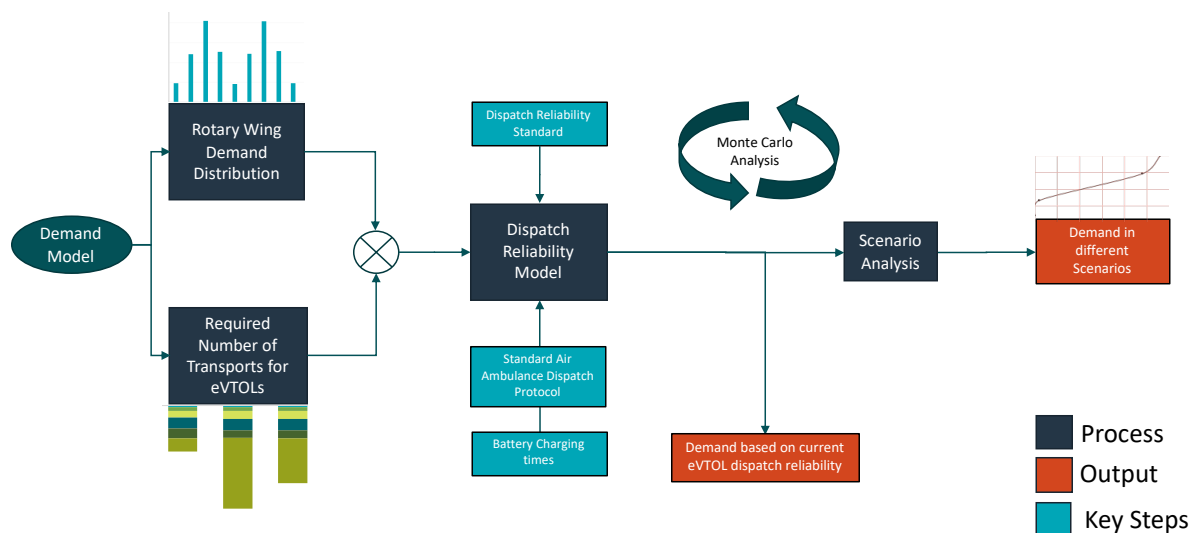 Rotary Wing
Demand
Distribution
Demand
Model
Required
Number of
Transports for
eVTOLs
Dispatch Reliability
Standard
Dispatch
Reliability
Model
Standard Air
Ambulance Dispatch
Protocol
Battery Charging
times
Monte Carlo
Analysis
Demand based on current
eVTOL dispatch reliability
Scenario
Analysis
Demand in
different
Scenarios
Process
Output
Key Steps